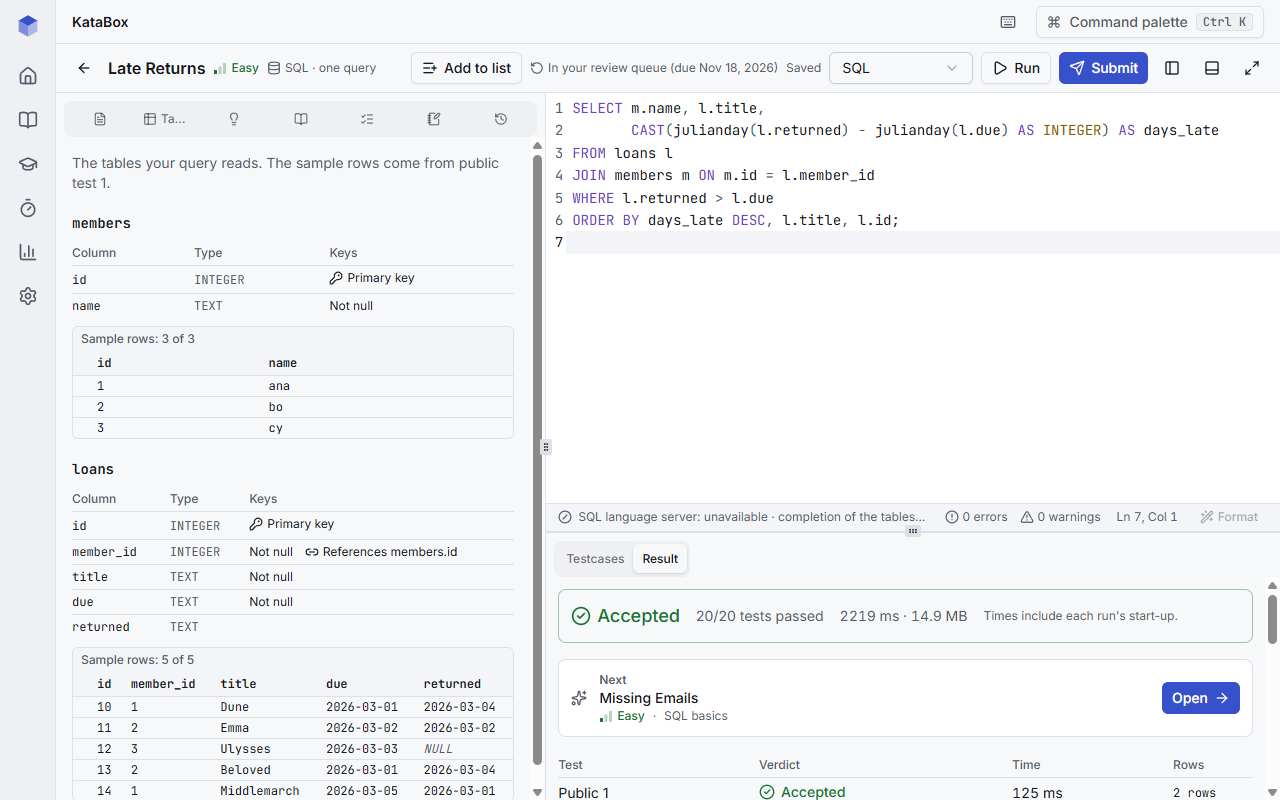 KataBox
Command palette Ctrl K
Late Returns Easy SQL · one query Add to list In your review queue (due Nov 18, 2026) Saved SQL Run Submit
Ta...
The tables your query reads. The sample rows come from public
test 1.
members
Column Type Keys
id INTEGER Primary key
name TEXT Not null
Sample rows: 3 of 3
id name
1 ana
2 bo
3 cy
loans
Column Type Keys
id INTEGER Primary key
member_id INTEGER Not null References members.id
title TEXT Not null
due TEXT Not null
returned TEXT
Sample rows: 5 of 5
id member_id title due returned
10 1 Dune 2026-03-01 2026-03-04
11 2 Emma 2026-03-02 2026-03-02
12 3 Ulysses 2026-03-03 NULL
13 2 Beloved 2026-03-01 2026-03-04
14 1 Middlemarch 2026-03-05 2026-03-01
1 SELECT m.name, l.title,
2 CAST(julianday(l.returned) - julianday(l.due) AS INTEGER) AS days_late
3 FROM loans l
4 JOIN members m ON m.id = l.member_id
5 WHERE l.returned > l.due
6 ORDER BY days_late DESC, l.title, l.id;
7
SQL language server: unavailable · completion of the tables... 0 errors 0 warnings Ln 7, Col 1 Format
Testcases Result
Accepted 20/20 tests passed 2219 ms · 14.9 MB Times include each run's start-up.
Next
Missing Emails
Easy · SQL basics
Open
Test Verdict Time Rows
Public 1 Accepted 125 ms 2 rows